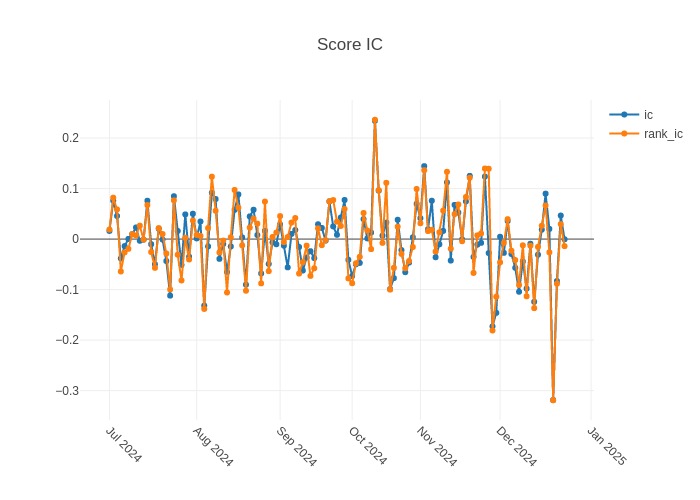 Score IC
ic
rank_ic
0.2
0.1
0
−0.1
−0.2
−0.3
Jul 2024
Aug 2024
Sep 2024
Oct 2024
Nov 2024
Dec 2024
Jan 2025